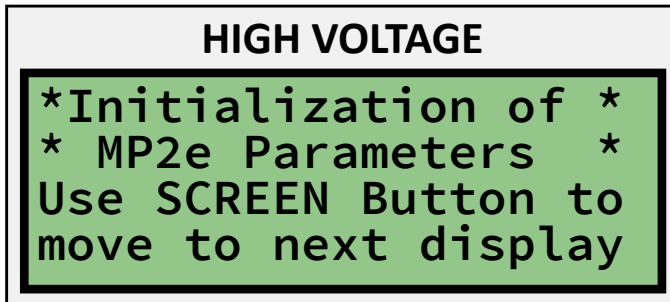 HIGH VOLTAGE
*Initialization of *
* MP2e Parameters  *
Use SCREEN Button to
move to next display